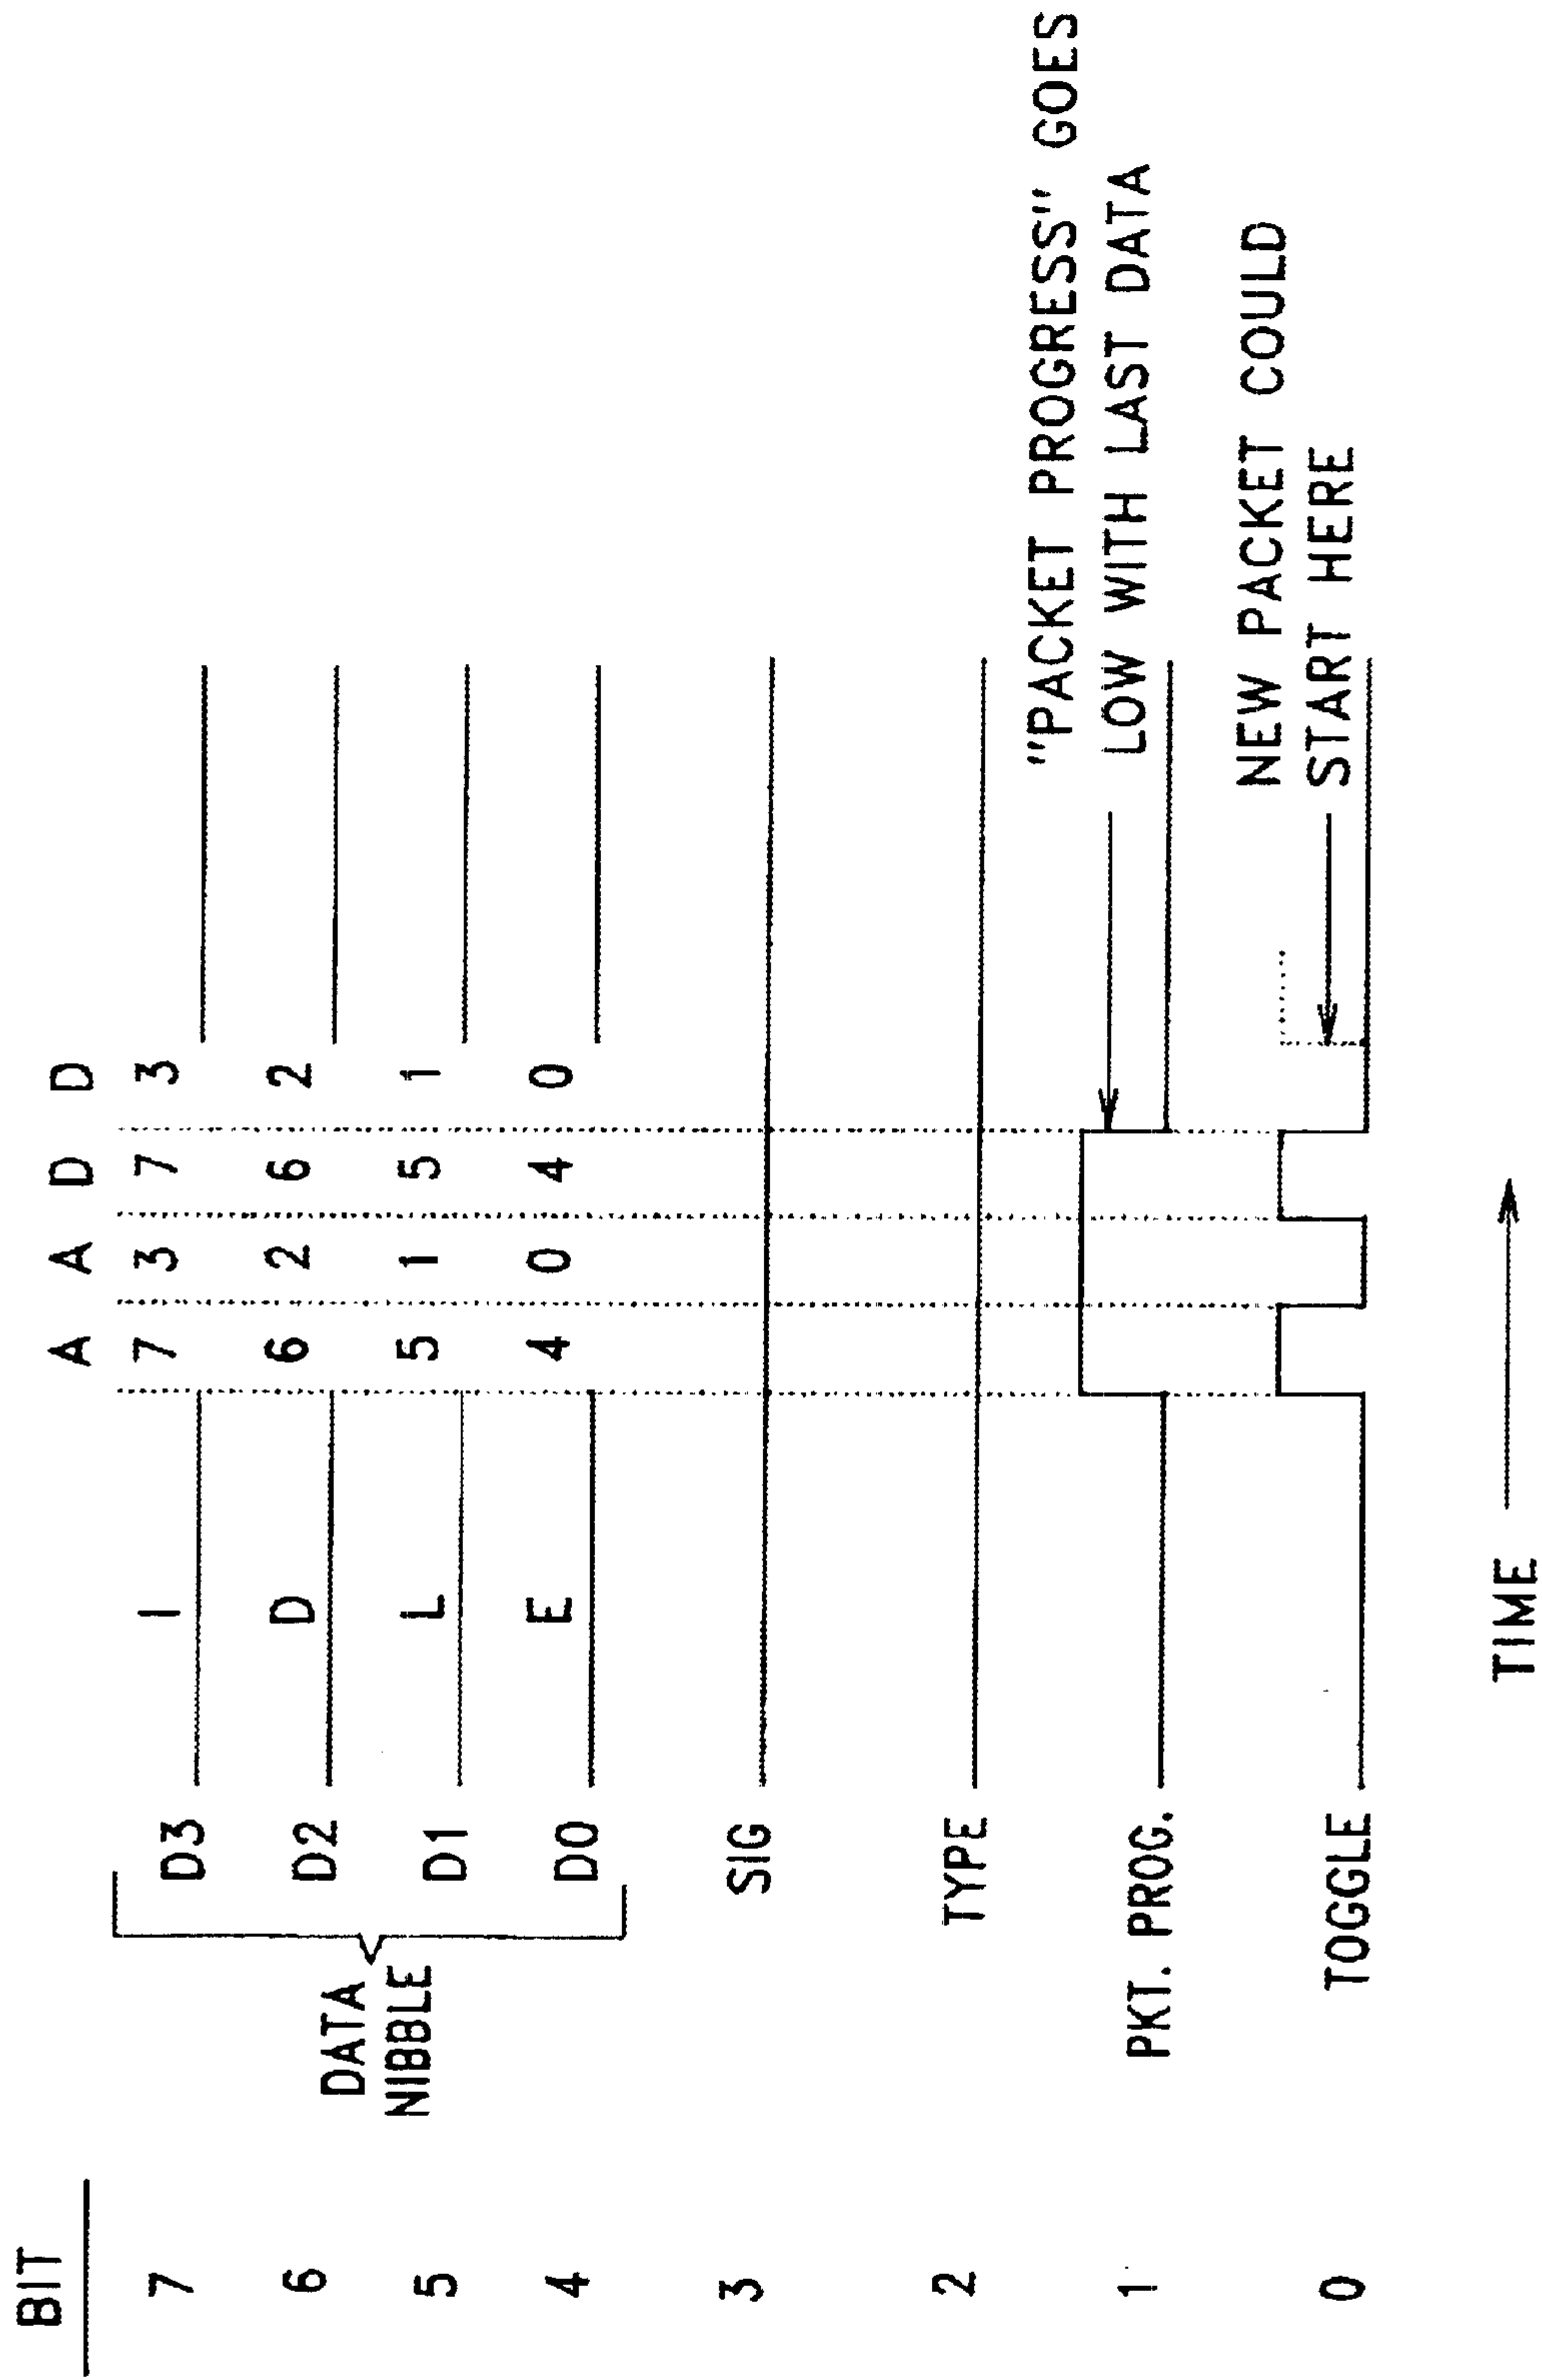 BIT
A A D D
7 D3 I 7 3 7 3
6 D2 D 6 2 6 2
DATA
NIBBLE
5 D1 L 5 1 5 1
4 D0 E 4 0 4 0
3 SIG
2 TYPE
"PACKET PROGRESS" GOES
LOW WITH LAST DATA
1 PKT. PROG.
NEW PACKET COULD
START HERE
0 TOGGLE
TIME